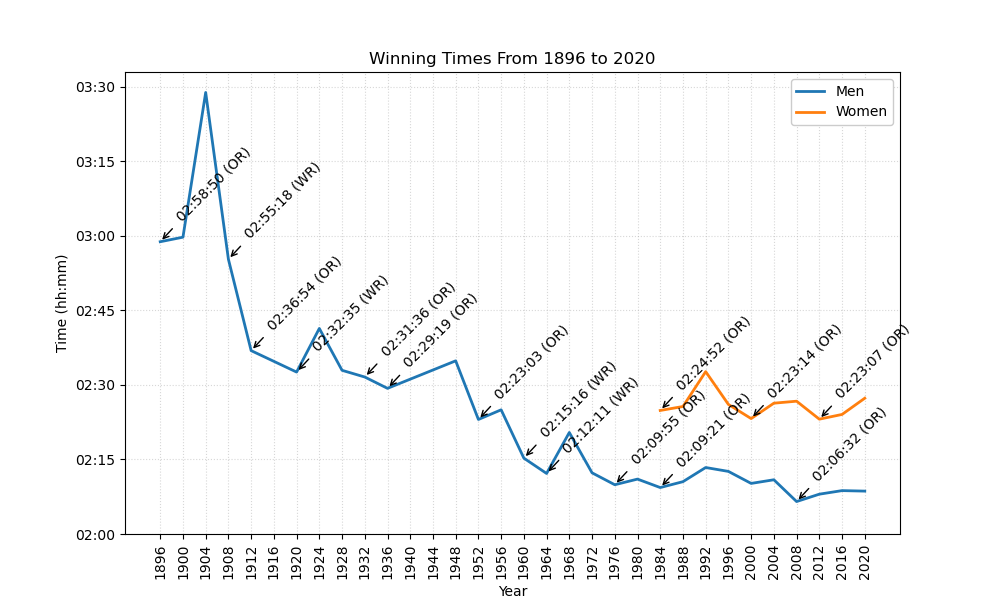 Winning Times From 1896 to 2020
Men
Women
Time (hh:mm)
03:30
03:15
03:00
02:45
02:30
02:15
02:00
02:58:50 (OR)
02:55:18 (WR)
02:36:54 (OR)
02:32:35 (WR)
02:31:36 (OR)
02:29:19 (OR)
02:23:03 (OR)
02:15:16 (WR)
02:12:11 (WR)
02:09:55 (OR)
02:09:21 (OR)
02:06:32 (OR)
02:24:52 (OR)
02:23:14 (OR)
02:23:07 (OR)
1896
1900
1904
1908
1912
1916
1920
1924
1928
1932
1936
1940
1944
1948
1952
1956
1960
1964
1968
1972
1976
1980
1984
1988
1992
1996
2000
2004
2008
2012
2016
2020
Year